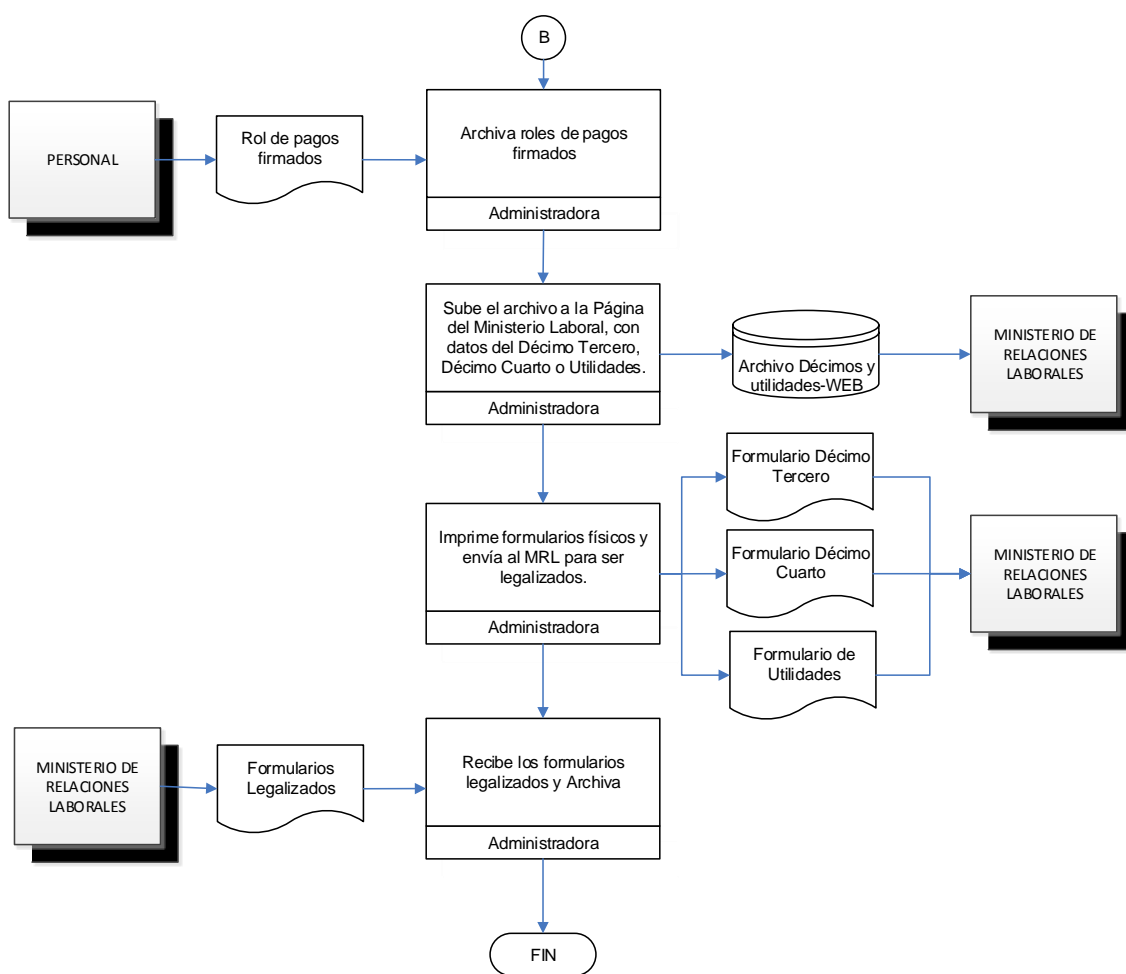 B
PERSONAL
Rol de pagos
firmados
Archiva roles de pagos
firmados
Administradora
Sube el archivo a la Página
del Ministerio Laboral, con
datos del Décimo Tercero,
Décimo Cuarto o Utilidades.
Administradora
Archivo Décimos y
utilidades-WEB
MINISTERIO DE
RELACIONES
LABORALES
Imprime formularios físicos y
envía al MRL para ser
legalizados.
Administradora
Formulario Décimo
Tercero
Formulario Décimo
Cuarto
Formulario de
Utilidades
MINISTERIO DE
RELACIONES
LABORALES
MINISTERIO DE
RELACIONES
LABORALES
Formularios
Legalizados
Recibe los formularios
legalizados y Archiva
Administradora
FIN